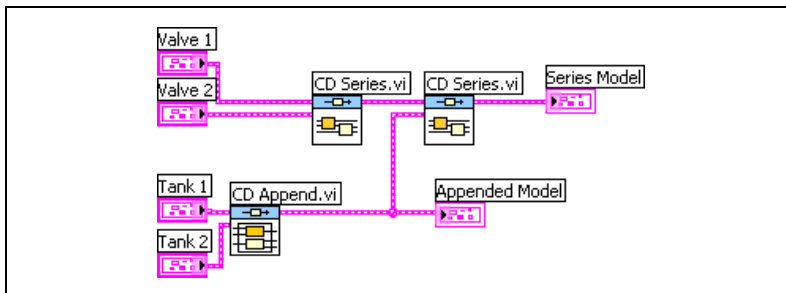 Valve 1
CD Series.vi CD Series.vi Series Model
Valve 2
Tank 1
CD Append.vi Appended Model
Tank 2